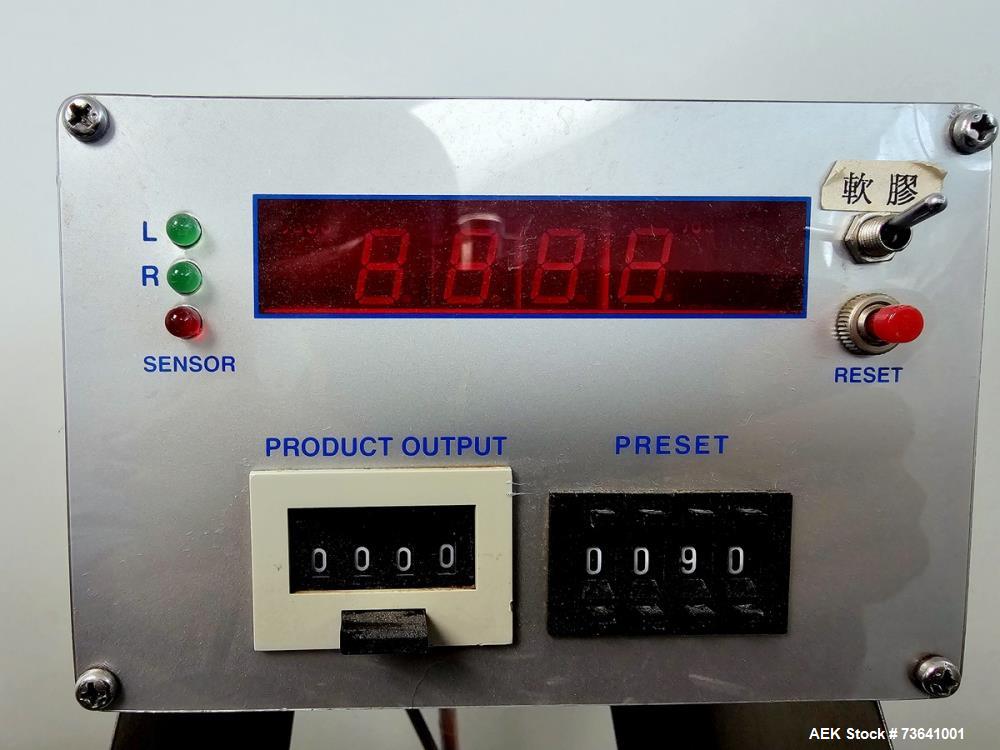 軟膠
L
8888
R
SENSOR
RESET
PRODUCT OUTPUT
PRESET
0000
0090
AEK Stock # 73641001